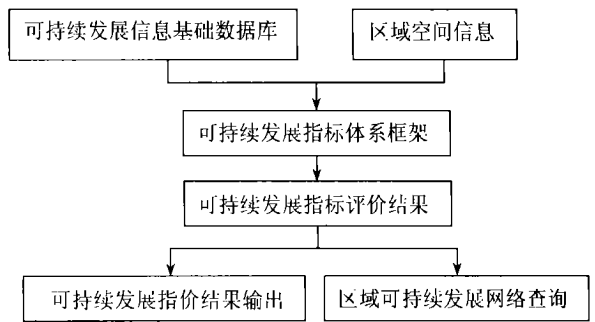 可持续发展信息基础数据库
区域空问信息
可持续发展指标体系框架
可持续发展指标评价结果
可持续发展指价结果输出
区域可持续发展网络查询